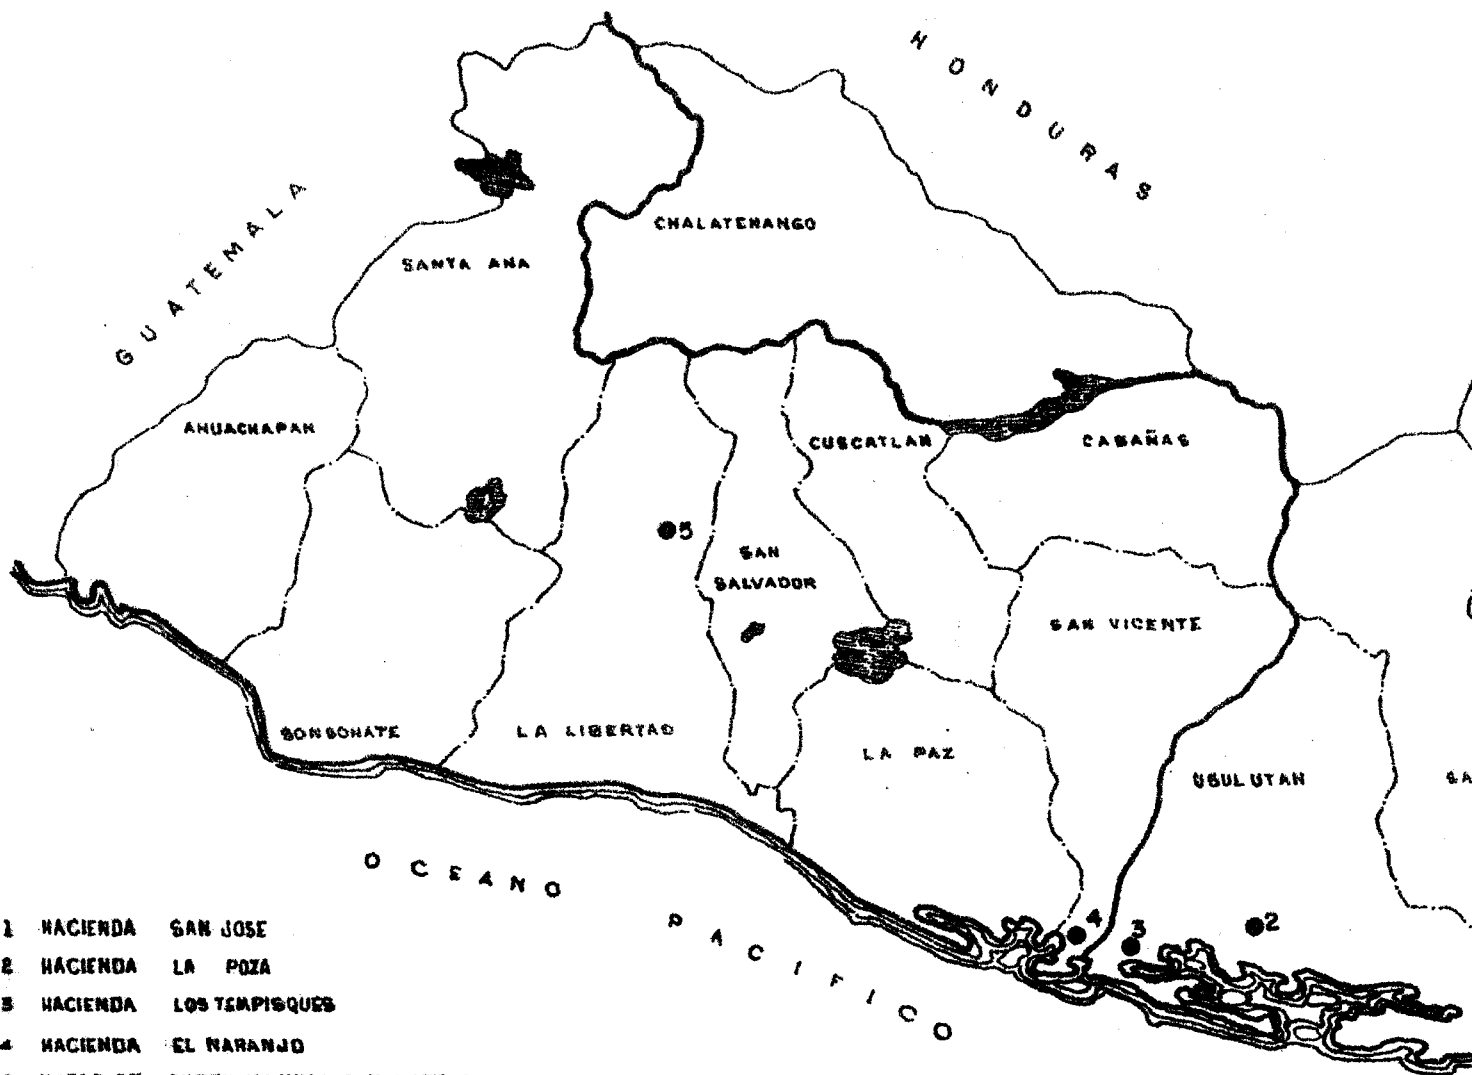 HONDURAS
GUATEMALA
CHALATENANGO
SANTA ANA
AHUACHAPAN
CUSCATLAN
CABAÑAS
5
SAN
SALVADOR
SAN VICENTE
SONSONATE
LA LIBERTAD
LA PAZ
USULUTAN
SA
OCEANO PACIFICO
4
3
2
1 HACIENDA SAN JOSE
2 HACIENDA LA POZA
3 HACIENDA LOS TEMPISQUES
4 HACIENDA EL NARANJO